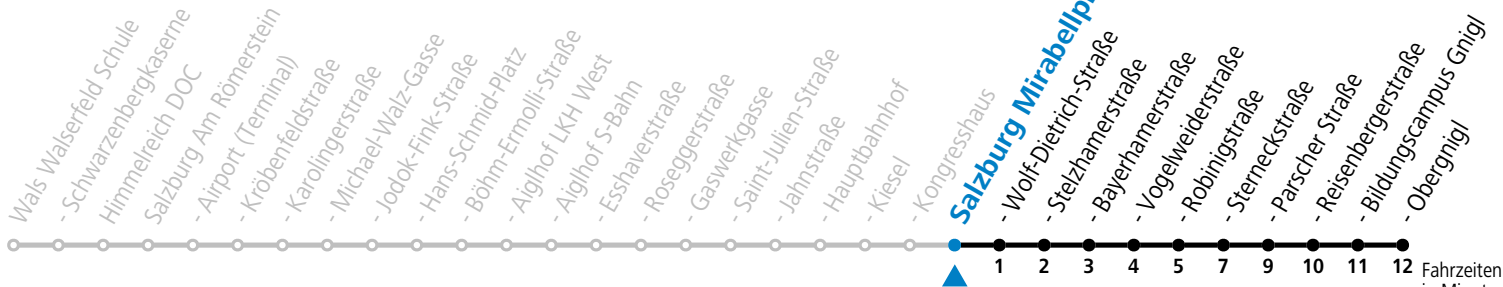 Wals Walserfeld Schule
- Schwarzenbergkaserne
Himmelreich DOC
Salzburg Am Römerstein
- Airport (Terminal)
- Kröbenfeldstraße
- Karolingerstraße
- Michael-Walz-Gasse
- Jodok-Fink-Straße
- Hans-Schmid-Platz
- Böhm-Ermolli-Straße
- Aiglhof LKH West
- Aiglhof S-Bahn
- Esshaverstraße
- Roseggerstraße
- Gaswerkgasse
- Saint-Julien-Straße
- Jahnstraße
- Hauptbahnhof
- Kiesel
- Kongresshaus
Salzburg
- Wolf-Dietrich-Straße
- Stelzhamerstraße
- Bayerhamerstraße
- Vogelweiderstraße
- Robinigstraße
- Sterneckstraße
- Parscher Straße
- Reisenbergerstraße
- Bildungscampus Gnigl
- Obergnigl
1 2 3 4 5 7 9 10 11 12 Fahrzeiten